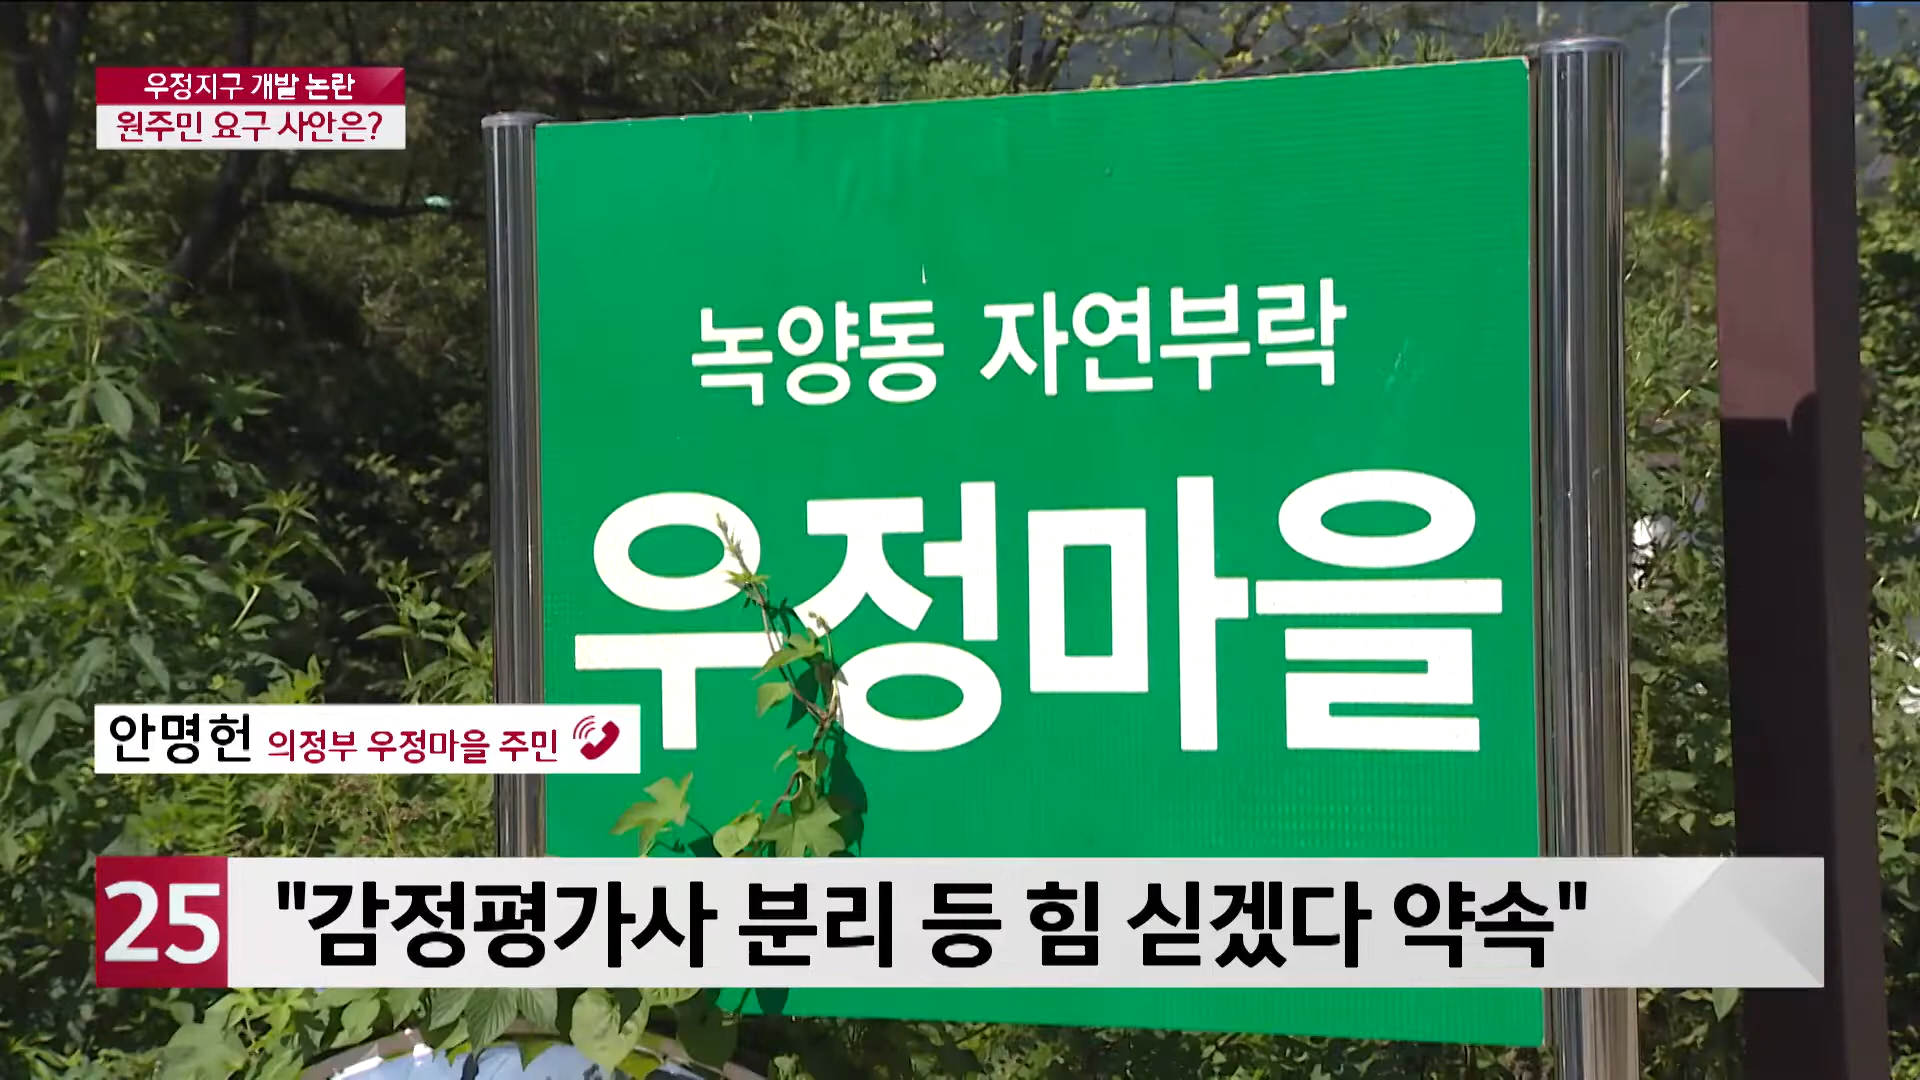 우정지구 개발 논란
원주민 요구 사안은?
녹양동 자연부락
우정마을
안명헌 의정부 우정마을 주민
25 "감정평가사 분리 등 힘 싣겠다 약속"